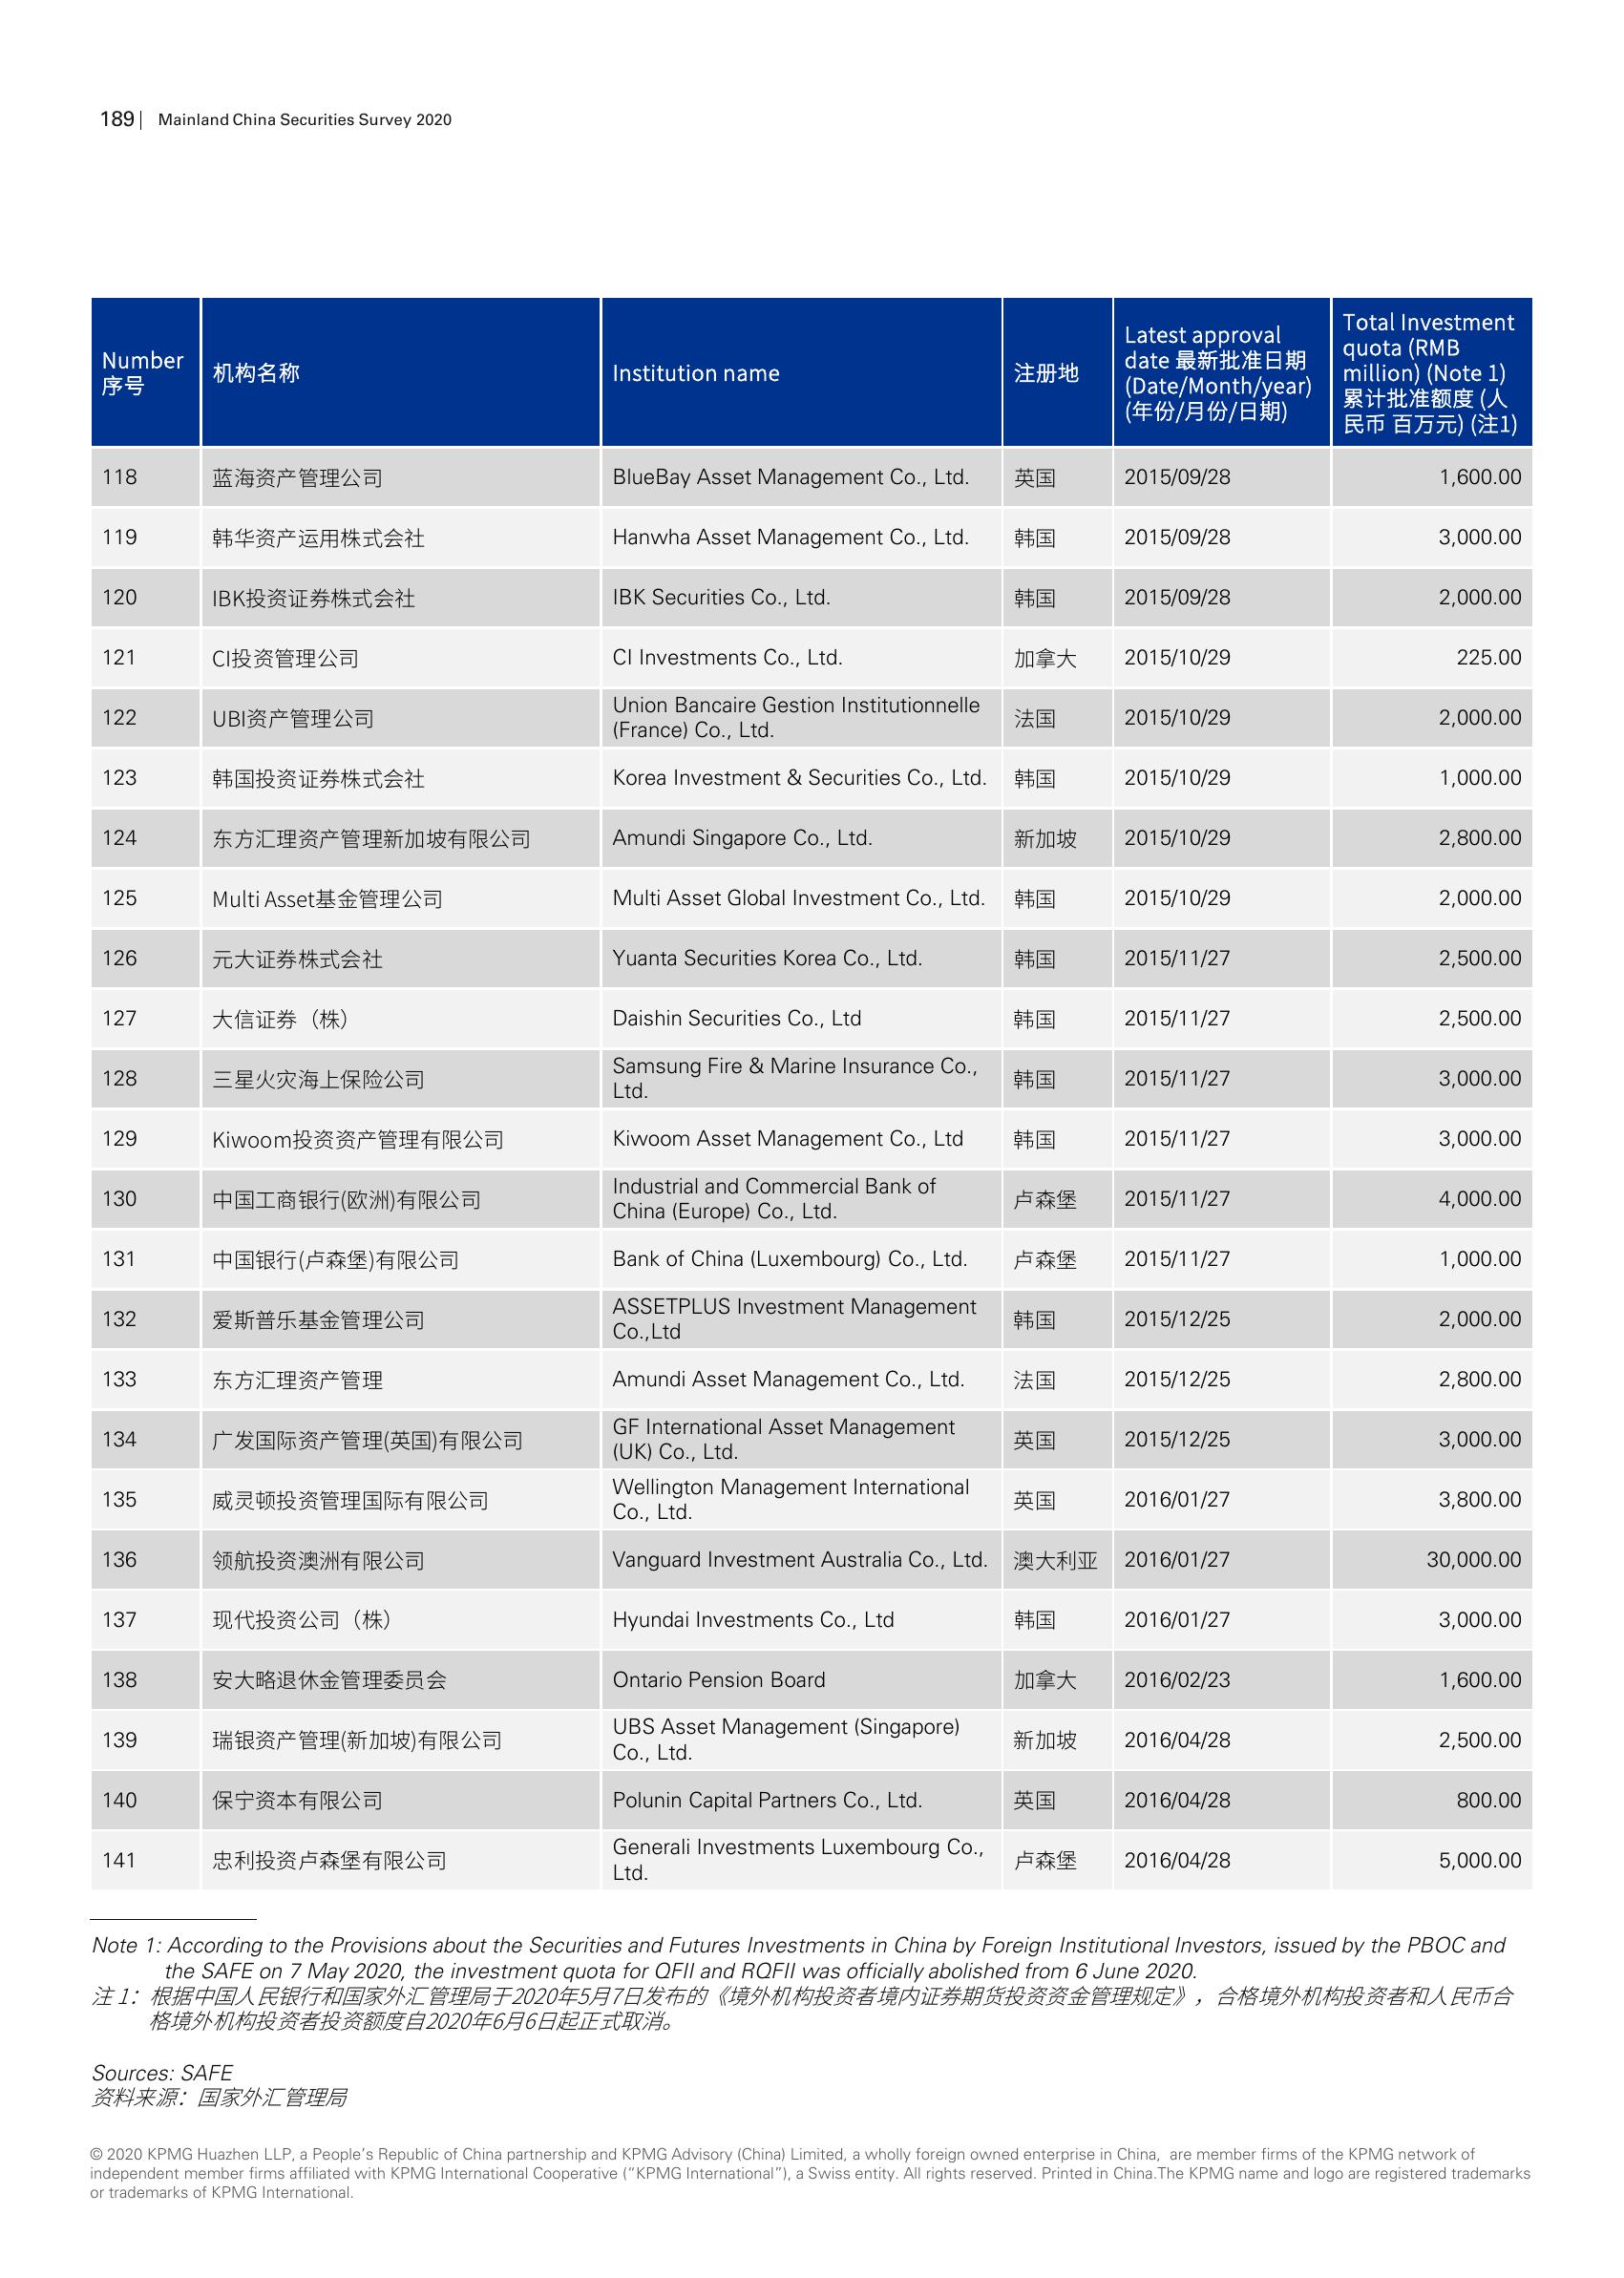 189| Mainland China Securities Survey 2020
Number
序号
机构名称
Institution name
注册地
Latest approval
date 最新批准日期
(Date/Month/year)
(年份/月份/日期)
Total Investment
quota (RMB
million) (Note 1)
累计批准额度 (人
民币 百万元) (注1)
118 蓝海资产管理公司 BlueBay Asset Management Co., Ltd. 英国 2015/09/28 1,600.00
119 韩华资产运用株式会社 Hanwha Asset Management Co., Ltd. 韩国 2015/09/28 3,000.00
120 IBK投资证券株式会社 IBK Securities Co., Ltd. 韩国 2015/09/28 2,000.00
121 CI投资管理公司 CI Investments Co., Ltd. 加拿大 2015/10/29 225.00
122 UBI资产管理公司 Union Bancaire Gestion Institutionnelle
(France) Co., Ltd. 法国 2015/10/29 2,000.00
123 韩国投资证券株式会社 Korea Investment & Securities Co., Ltd. 韩国 2015/10/29 1,000.00
124 东方汇理资产管理新加坡有限公司 Amundi Singapore Co., Ltd. 新加坡 2015/10/29 2,800.00
125 Multi Asset基金管理公司 Multi Asset Global Investment Co., Ltd. 韩国 2015/10/29 2,000.00
126 元大证券株式会社 Yuanta Securities Korea Co., Ltd. 韩国 2015/11/27 2,500.00
127 大信证券（株） Daishin Securities Co., Ltd 韩国 2015/11/27 2,500.00
128 三星火灾海上保险公司 Samsung Fire & Marine Insurance Co.,
Ltd. 韩国 2015/11/27 3,000.00
129 Kiwoom投资资产管理有限公司 Kiwoom Asset Management Co., Ltd 韩国 2015/11/27 3,000.00
130 中国工商银行(欧洲)有限公司 Industrial and Commercial Bank of
China (Europe) Co., Ltd. 卢森堡 2015/11/27 4,000.00
131 中国银行(卢森堡)有限公司 Bank of China (Luxembourg) Co., Ltd. 卢森堡 2015/11/27 1,000.00
132 爱斯普乐基金管理公司 ASSETPLUS Investment Management
Co.,Ltd 韩国 2015/12/25 2,000.00
133 东方汇理资产管理 Amundi Asset Management Co., Ltd. 法国 2015/12/25 2,800.00
134 广发国际资产管理(英国)有限公司 GF International Asset Management
(UK) Co., Ltd. 英国 2015/12/25 3,000.00
135 威灵顿投资管理国际有限公司 Wellington Management International
Co., Ltd. 英国 2016/01/27 3,800.00
136 领航投资澳洲有限公司 Vanguard Investment Australia Co., Ltd. 澳大利亚 2016/01/27 30,000.00
137 现代投资公司（株） Hyundai Investments Co., Ltd 韩国 2016/01/27 3,000.00
138 安大略退休金管理委员会 Ontario Pension Board 加拿大 2016/02/23 1,600.00
139 瑞银资产管理(新加坡)有限公司 UBS Asset Management (Singapore)
Co., Ltd. 新加坡 2016/04/28 2,500.00
140 保宁资本有限公司 Polunin Capital Partners Co., Ltd. 英国 2016/04/28 800.00
141 忠利投资卢森堡有限公司 Generali Investments Luxembourg Co.,
Ltd. 卢森堡 2016/04/28 5,000.00
Note 1: According to the Provisions about the Securities and Futures Investments in China by Foreign Institutional Investors, issued by the PBOC and
the SAFE on 7 May 2020, the investment quota for QFII and RQFII was officially abolished from 6 June 2020.
注 1：根据中国人民银行和国家外汇管理局于2020年5月7日发布的《境外机构投资者境内证券期货投资资金管理规定》，合格境外机构投资者和人民币合
格境外机构投资者投资额度自2020年6月6日起正式取消。
Sources: SAFE
资料来源：国家外汇管理局
© 2020 KPMG Huazhen LLP, a People’s Republic of China partnership and KPMG Advisory (China) Limited, a wholly foreign owned enterprise in China, are member firms of the KPMG network of
independent member firms affiliated with KPMG International Cooperative (“KPMG International”), a Swiss entity. All rights reserved. Printed in China.The KPMG name and logo are registered trademarks
or trademarks of KPMG International.